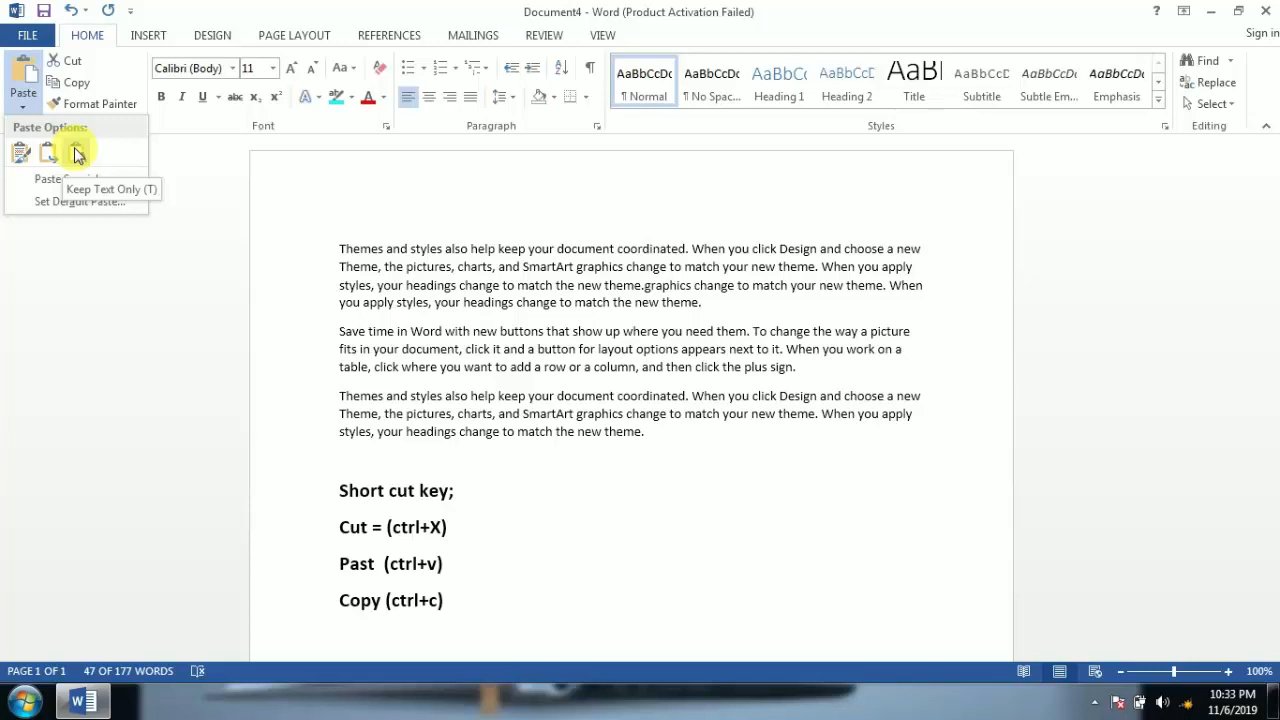 Document4 - Word (Product Activation Failed)
FILE HOME INSERT DESIGN PAGE LAYOUT REFERENCES MAILINGS REVIEW VIEW Sign in
Paste
Cut
Copy
Format Painter
Calibri (Body) 11
Font
Paragraph
AaBbCcDc AaBbCcDc AaBbCc AaBbCcC AaBl AaBbCcC AaBbCcDc AaBbCcDc
¶ Normal ¶ No Spac... Heading 1 Heading 2 Title Subtitle Subtle Em... Emphasis
Styles
Find
Replace
Select
Editing
Paste Options:
Keep Text Only (T)
Set Default Paste...
Themes and styles also help keep your document coordinated. When you click Design and choose a new
Theme, the pictures, charts, and SmartArt graphics change to match your new theme. When you apply
styles, your headings change to match the new theme.graphics change to match your new theme. When
you apply styles, your headings change to match the new theme.
Save time in Word with new buttons that show up where you need them. To change the way a picture
fits in your document, click it and a button for layout options appears next to it. When you work on a
table, click where you want to add a row or a column, and then click the plus sign.
Themes and styles also help keep your document coordinated. When you click Design and choose a new
Theme, the pictures, charts, and SmartArt graphics change to match your new theme. When you apply
styles, your headings change to match the new theme.
Short cut key;
Cut = (ctrl+X)
Past (ctrl+v)
Copy (ctrl+c)
PAGE 1 OF 1 47 OF 177 WORDS 100%
10:33 PM
11/6/2019